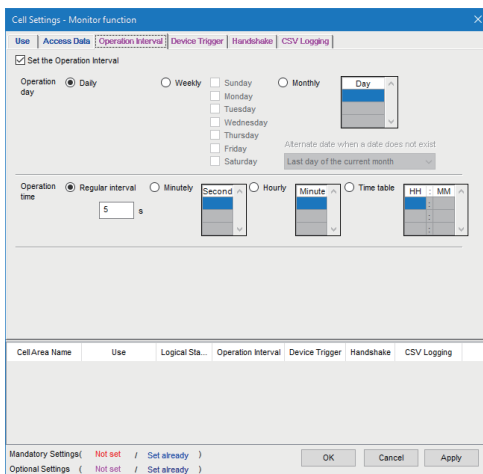 Cell Settings - Monitor Function
Use Access Data Operation Interval Device Trigger Handshake CSV Logging
Set the Operation Interval
Operation day Daily Weekly Sunday Monthly Day
Monday
Tuesday
Wednesday
Thursday
Friday Alternate date when a date does not exist
Saturday Last day of the current month
Operation time Regular interval Minutely Second Hourly Minute Time table HH : MM
5 s
Cell Area Name Use Logical Sta... Operation Interval Device Trigger Handshake CSV Logging
Mandatory Settings( Not set / Set already )
Optional Settings ( Not set / Set already )
OK Cancel Apply